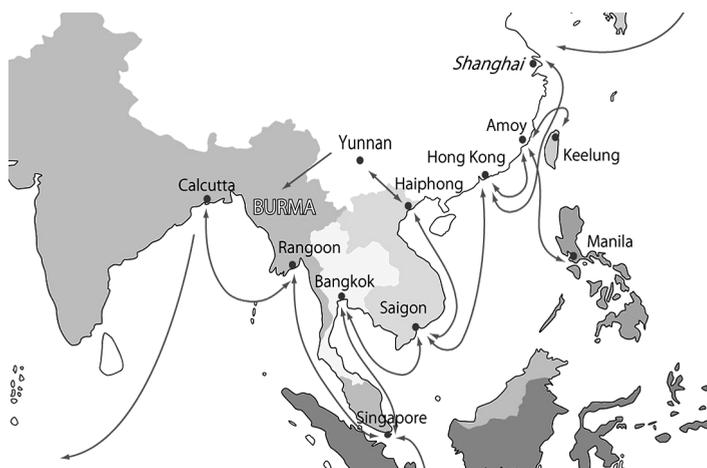 Shanghai
Amoy
Yunnan
Hong Kong
Keelung
Calcutta
Haiphong
BURMA
Rangoon
Manila
Bangkok
Saigon
Singapore